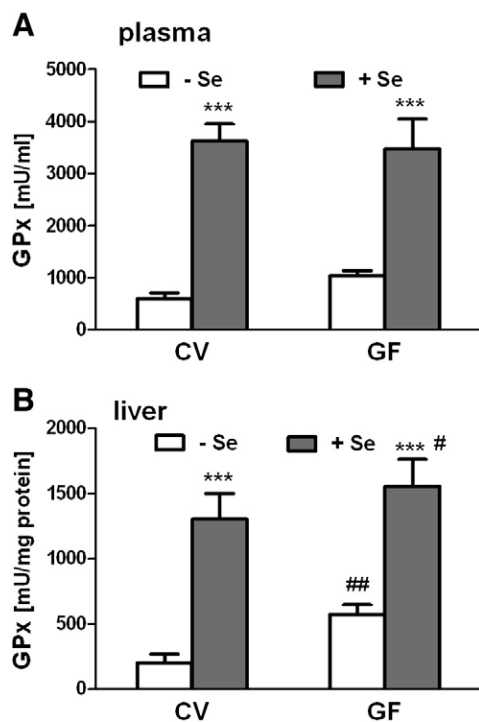 A plasma
- Se + Se
GPx [mU/ml]
5000
4000
3000
2000
1000
0
*** ***
CV GF
B liver
- Se + Se
GPx [mU/mg protein]
2000
1500
1000
500
0
*** ## *** #
CV GF